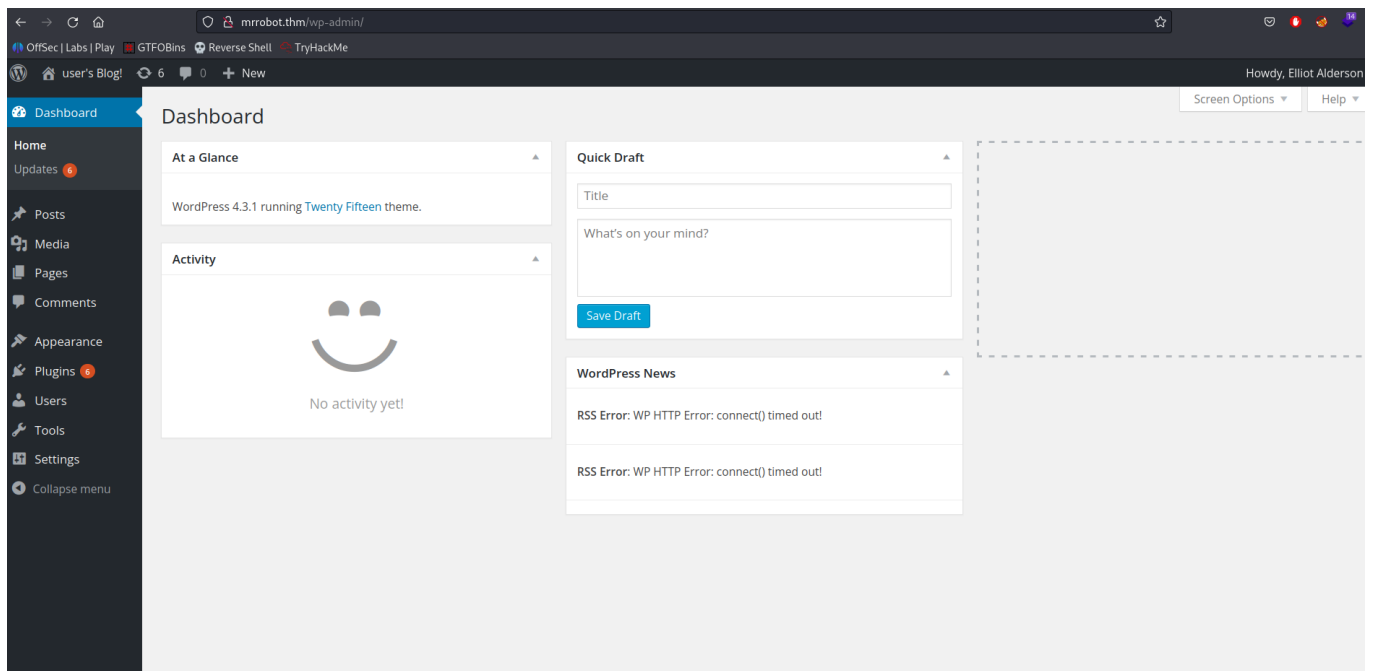 mrrobot.thm/wp-admin/
14
OffSec | Labs | Play GTFOBins Reverse Shell TryHackMe
user's Blog! 6 0 New Howdy, Elliot Alderson
Screen Options Help
Dashboard
Home
Updates 6
Posts
Media
Pages
Comments
Appearance
Plugins 6
Users
Tools
Settings
Collapse menu
Dashboard
At a Glance
WordPress 4.3.1 running Twenty Fifteen theme.
Activity
No activity yet!
Quick Draft
Title
What's on your mind?
Save Draft
WordPress News
RSS Error: WP HTTP Error: connect() timed out!
RSS Error: WP HTTP Error: connect() timed out!